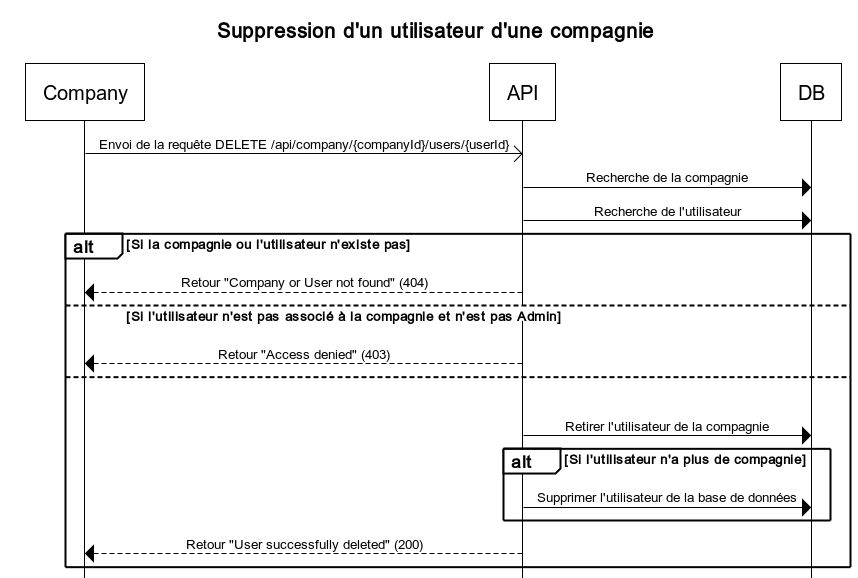 Suppression d'un utilisateur d'une compagnie
Company
API
DB
Envoi de la requête DELETE /api/company/{companyId}/users/{userId}
Recherche de la compagnie
Recherche de l'utilisateur
alt
[Si la compagnie ou l'utilisateur n'existe pas]
Retour "Company or User not found" (404)
[Si l'utilisateur n'est pas associé à la compagnie et n'est pas Admin]
Retour "Access denied" (403)
Retirer l'utilisateur de la compagnie
alt
[Si l'utilisateur n'a plus de compagnie]
Supprimer l'utilisateur de la base de données
Retour "User successfully deleted" (200)